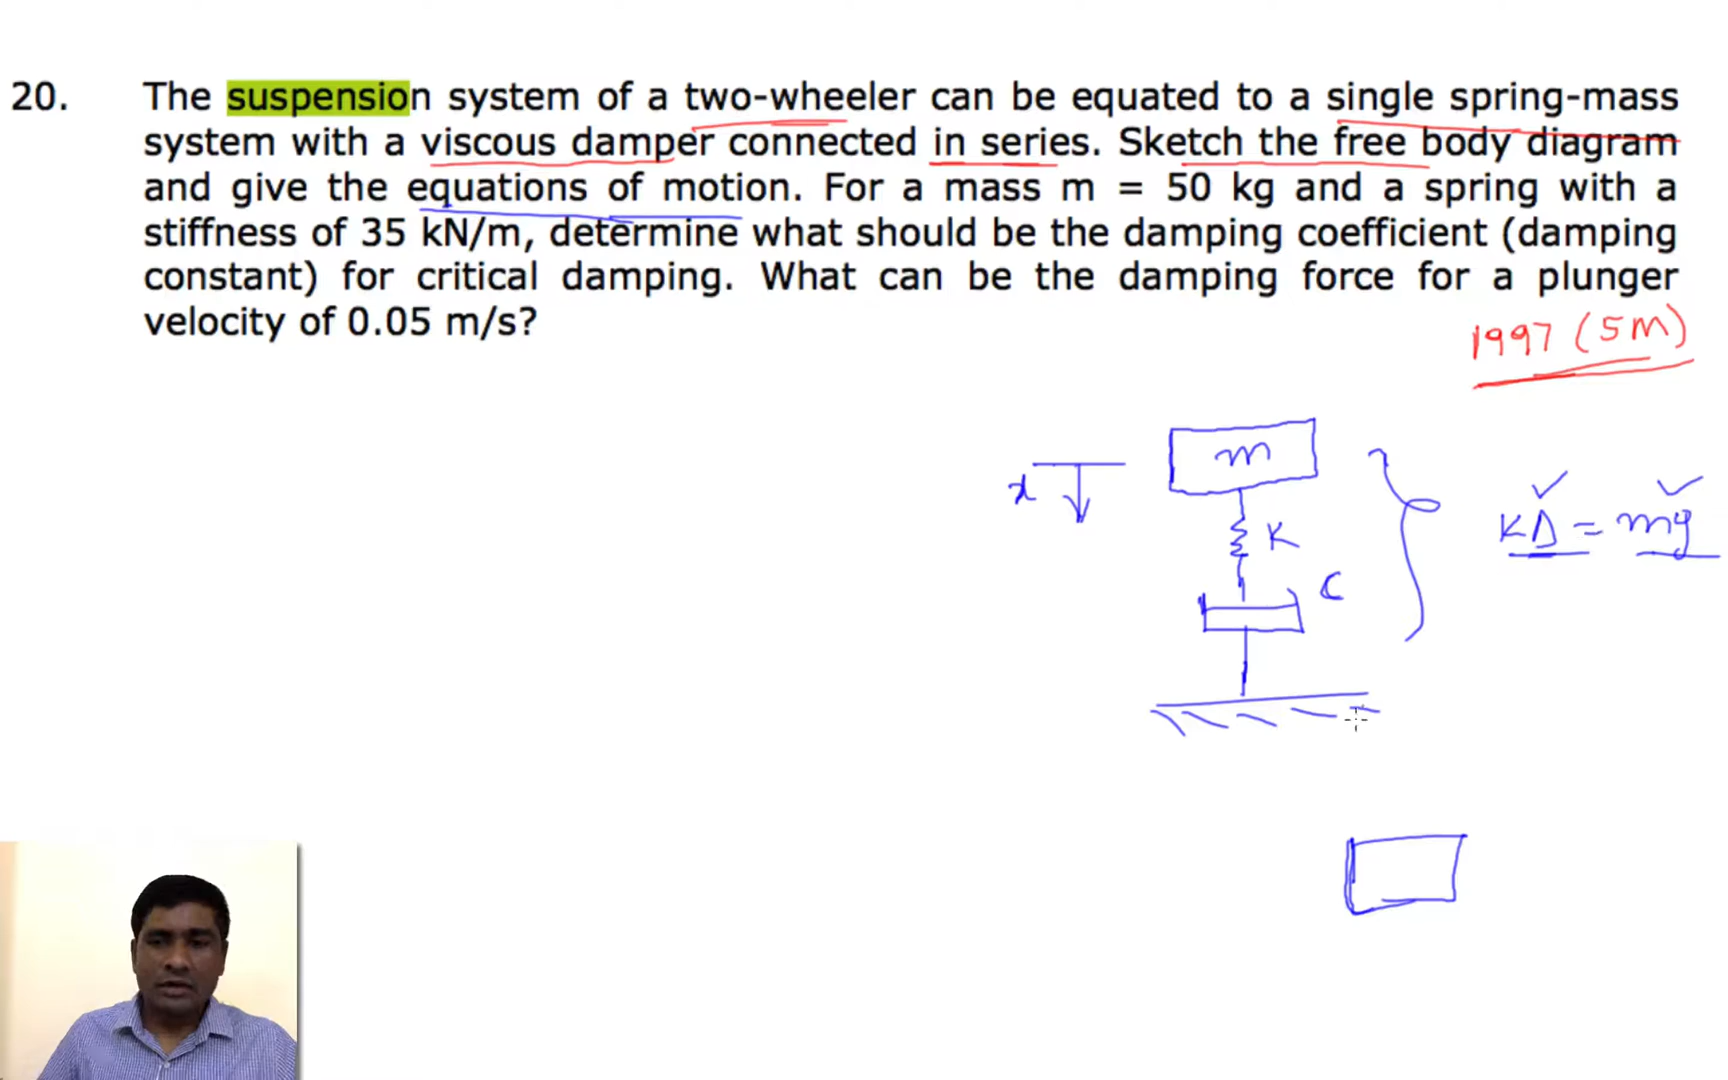 20. The suspension system of a two-wheeler can be equated to a single spring-mass
system with a viscous damper connected in series. Sketch the free body diagram
and give the equations of motion. For a mass m = 50 kg and a spring with a
stiffness of 35 kN/m, determine what should be the damping coefficient (damping
constant) for critical damping. What can be the damping force for a plunger
velocity of 0.05 m/s?
1997 (5M)
m
x
K
KΔ = mg
C